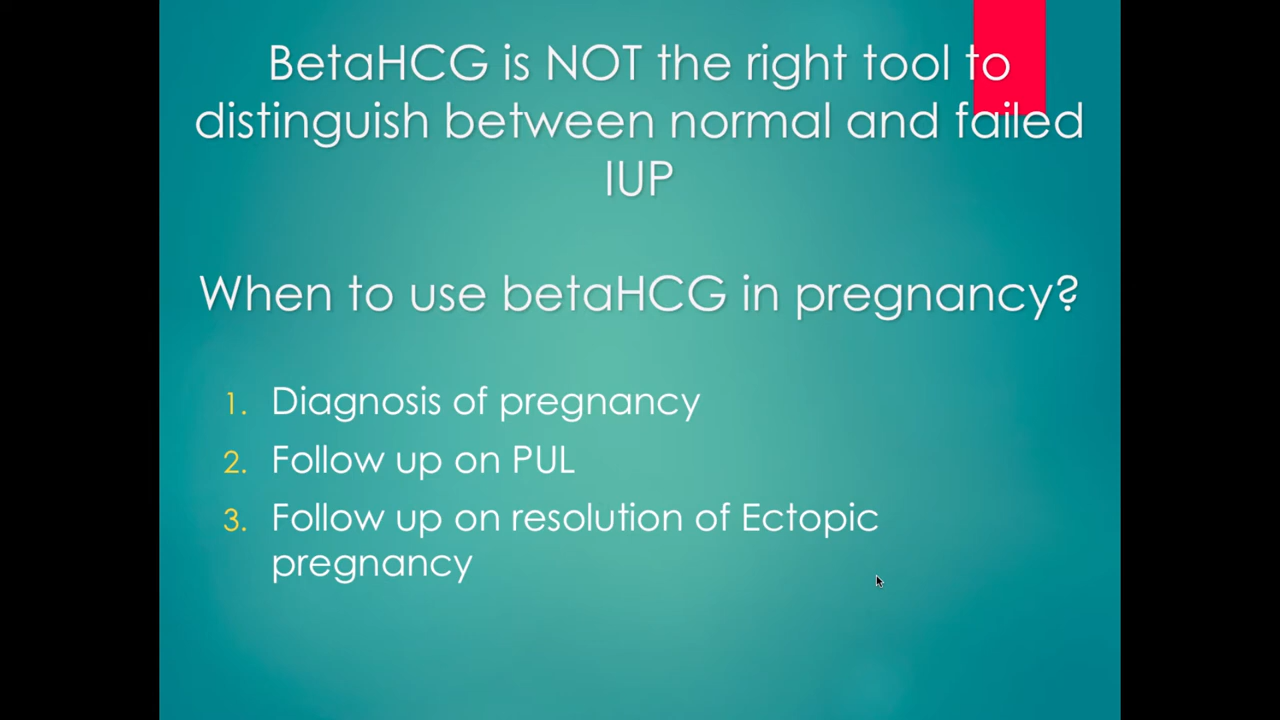 BetaHCG is NOT the right tool to
distinguish between normal and failed
IUP
When to use betaHCG in pregnancy?
1. Diagnosis of pregnancy
2. Follow up on PUL
3. Follow up on resolution of Ectopic
pregnancy